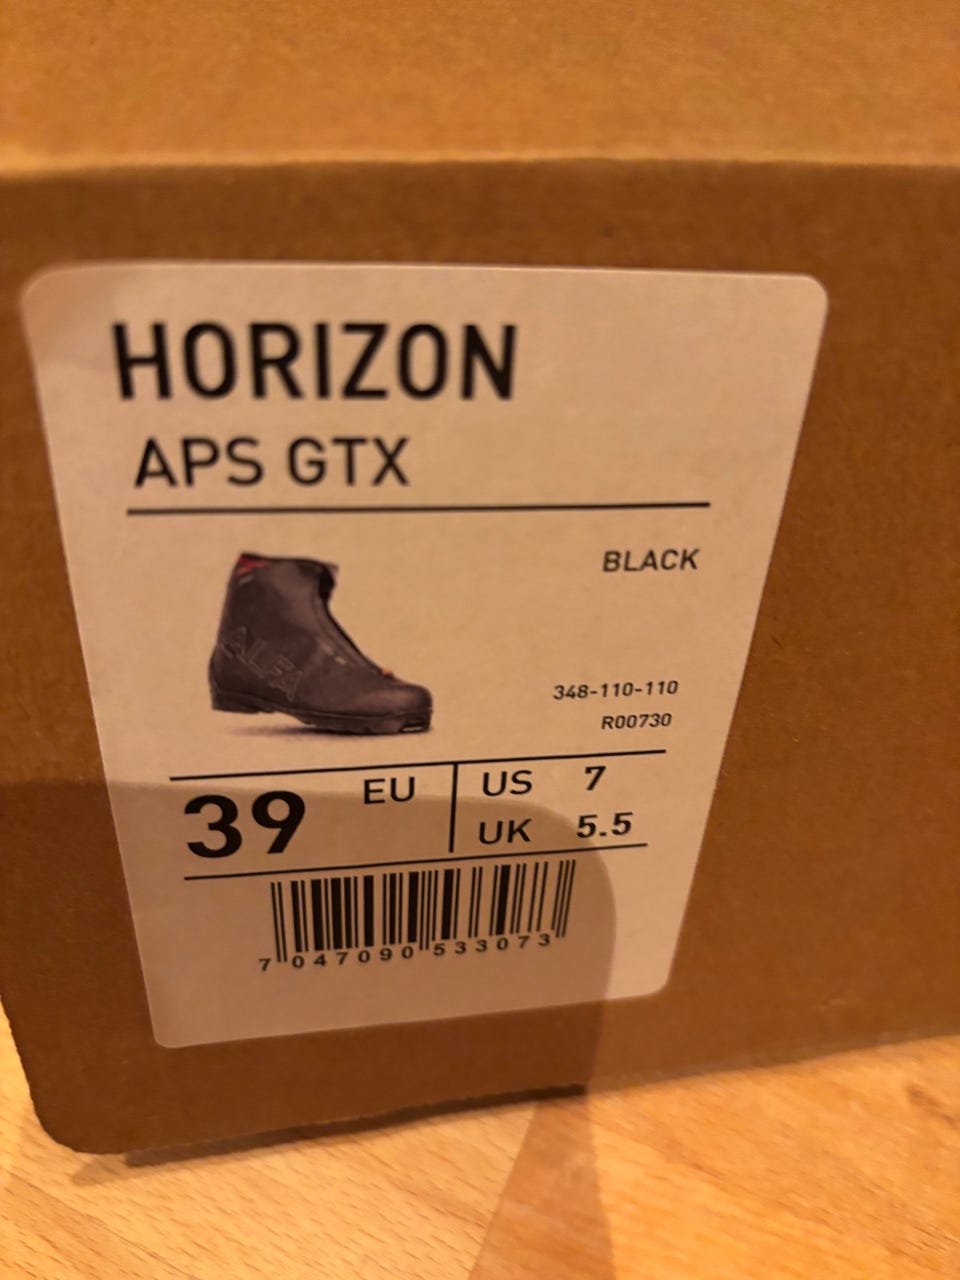 HORIZON
APS GTX
BLACK
ALFA
348-110-110
R00730
39 EU
US 7
UK 5.5
7 047090 533073